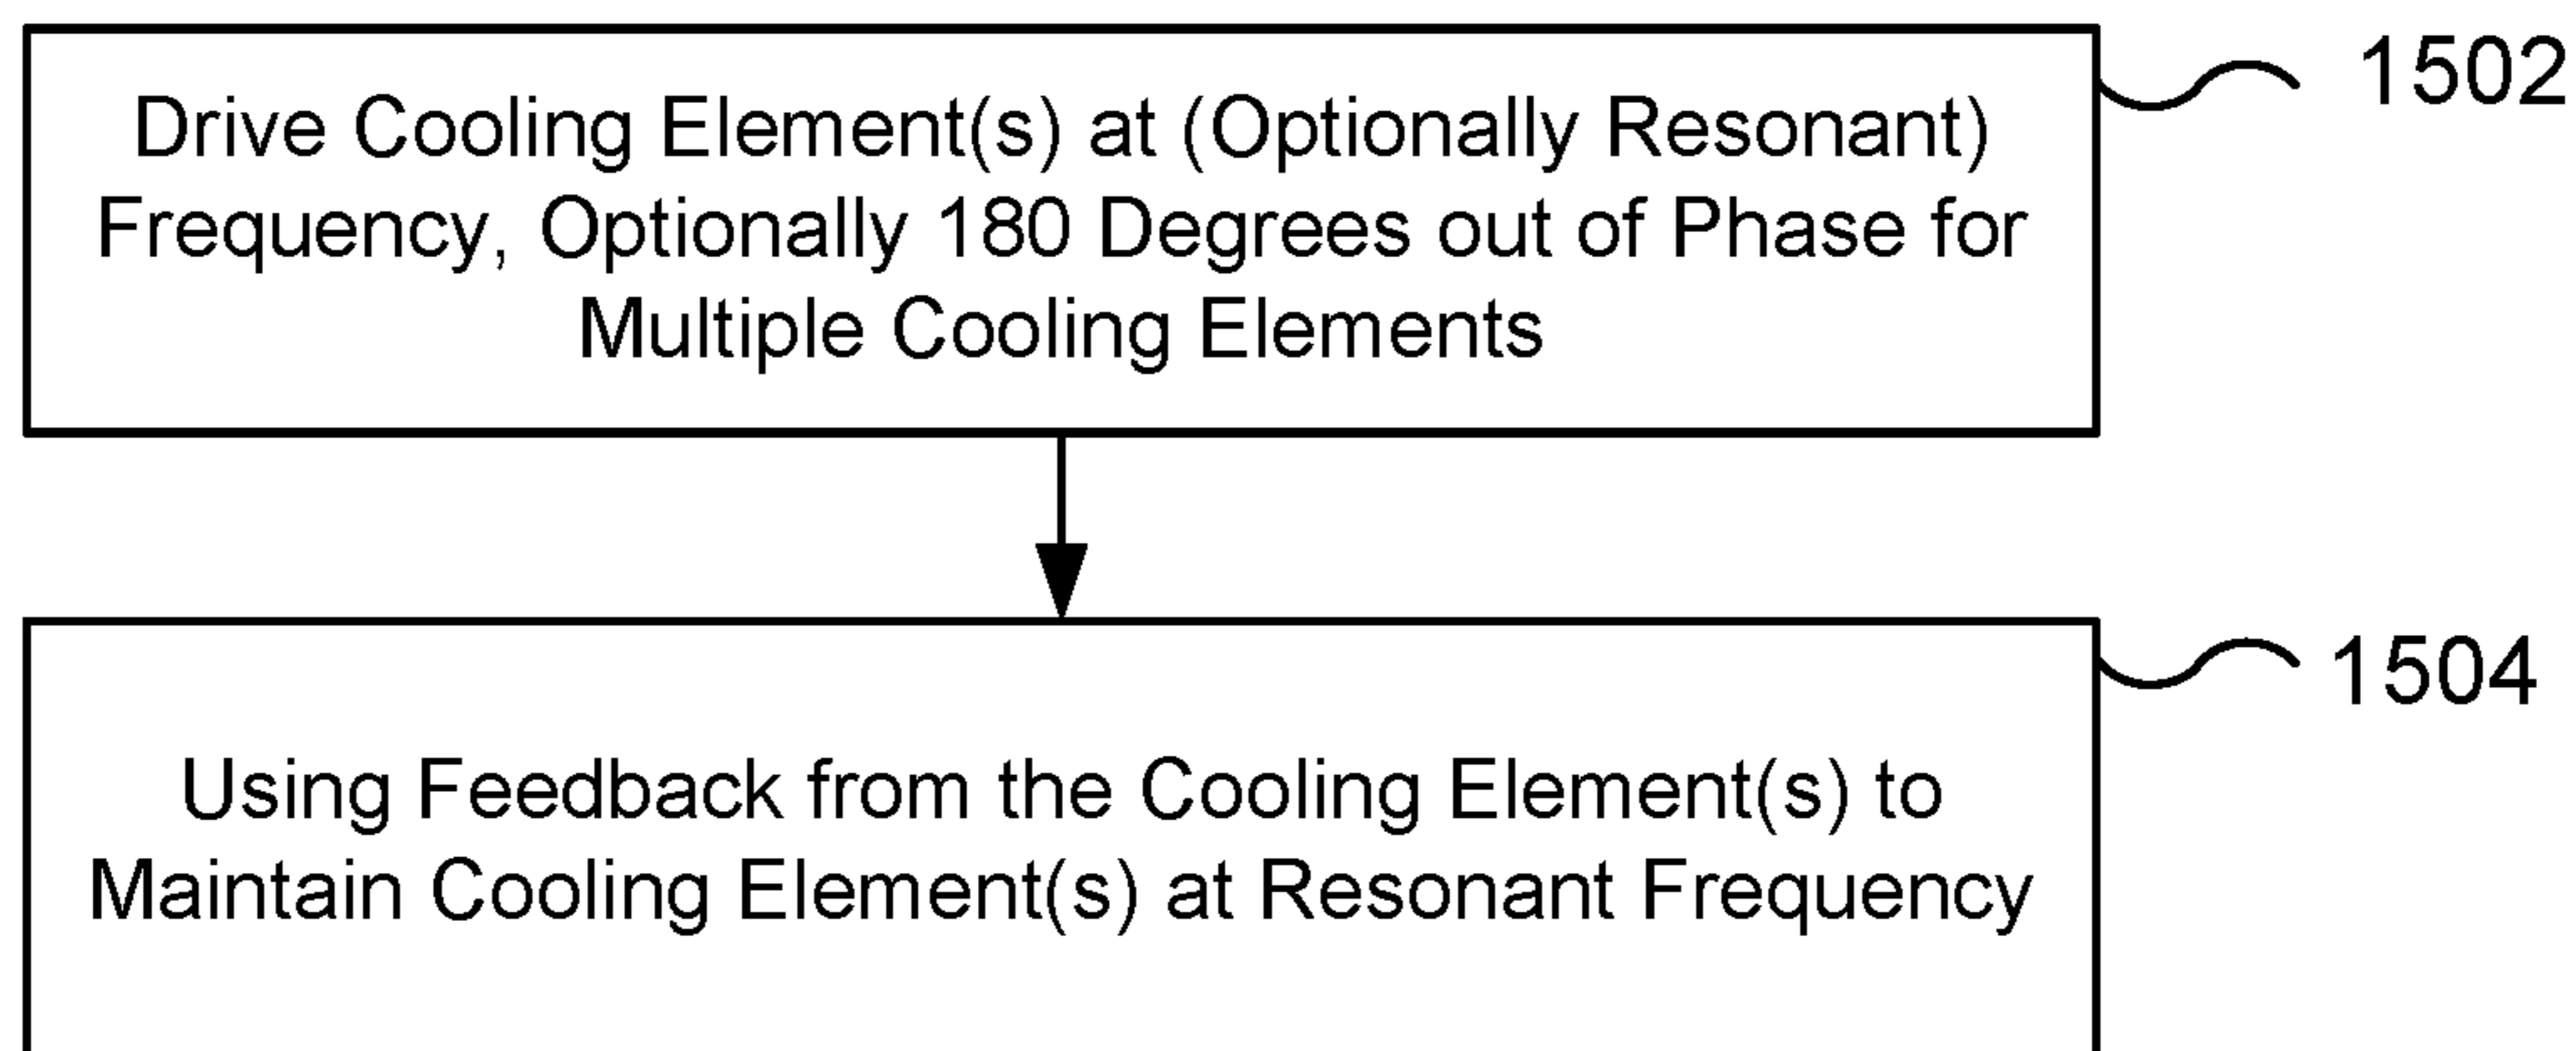 Drive Cooling Element(s) at (Optionally Resonant)
Frequency, Optionally 180 Degrees out of Phase for
Multiple Cooling Elements
1502
Using Feedback from the Cooling Element(s) to
Maintain Cooling Element(s) at Resonant Frequency
1504